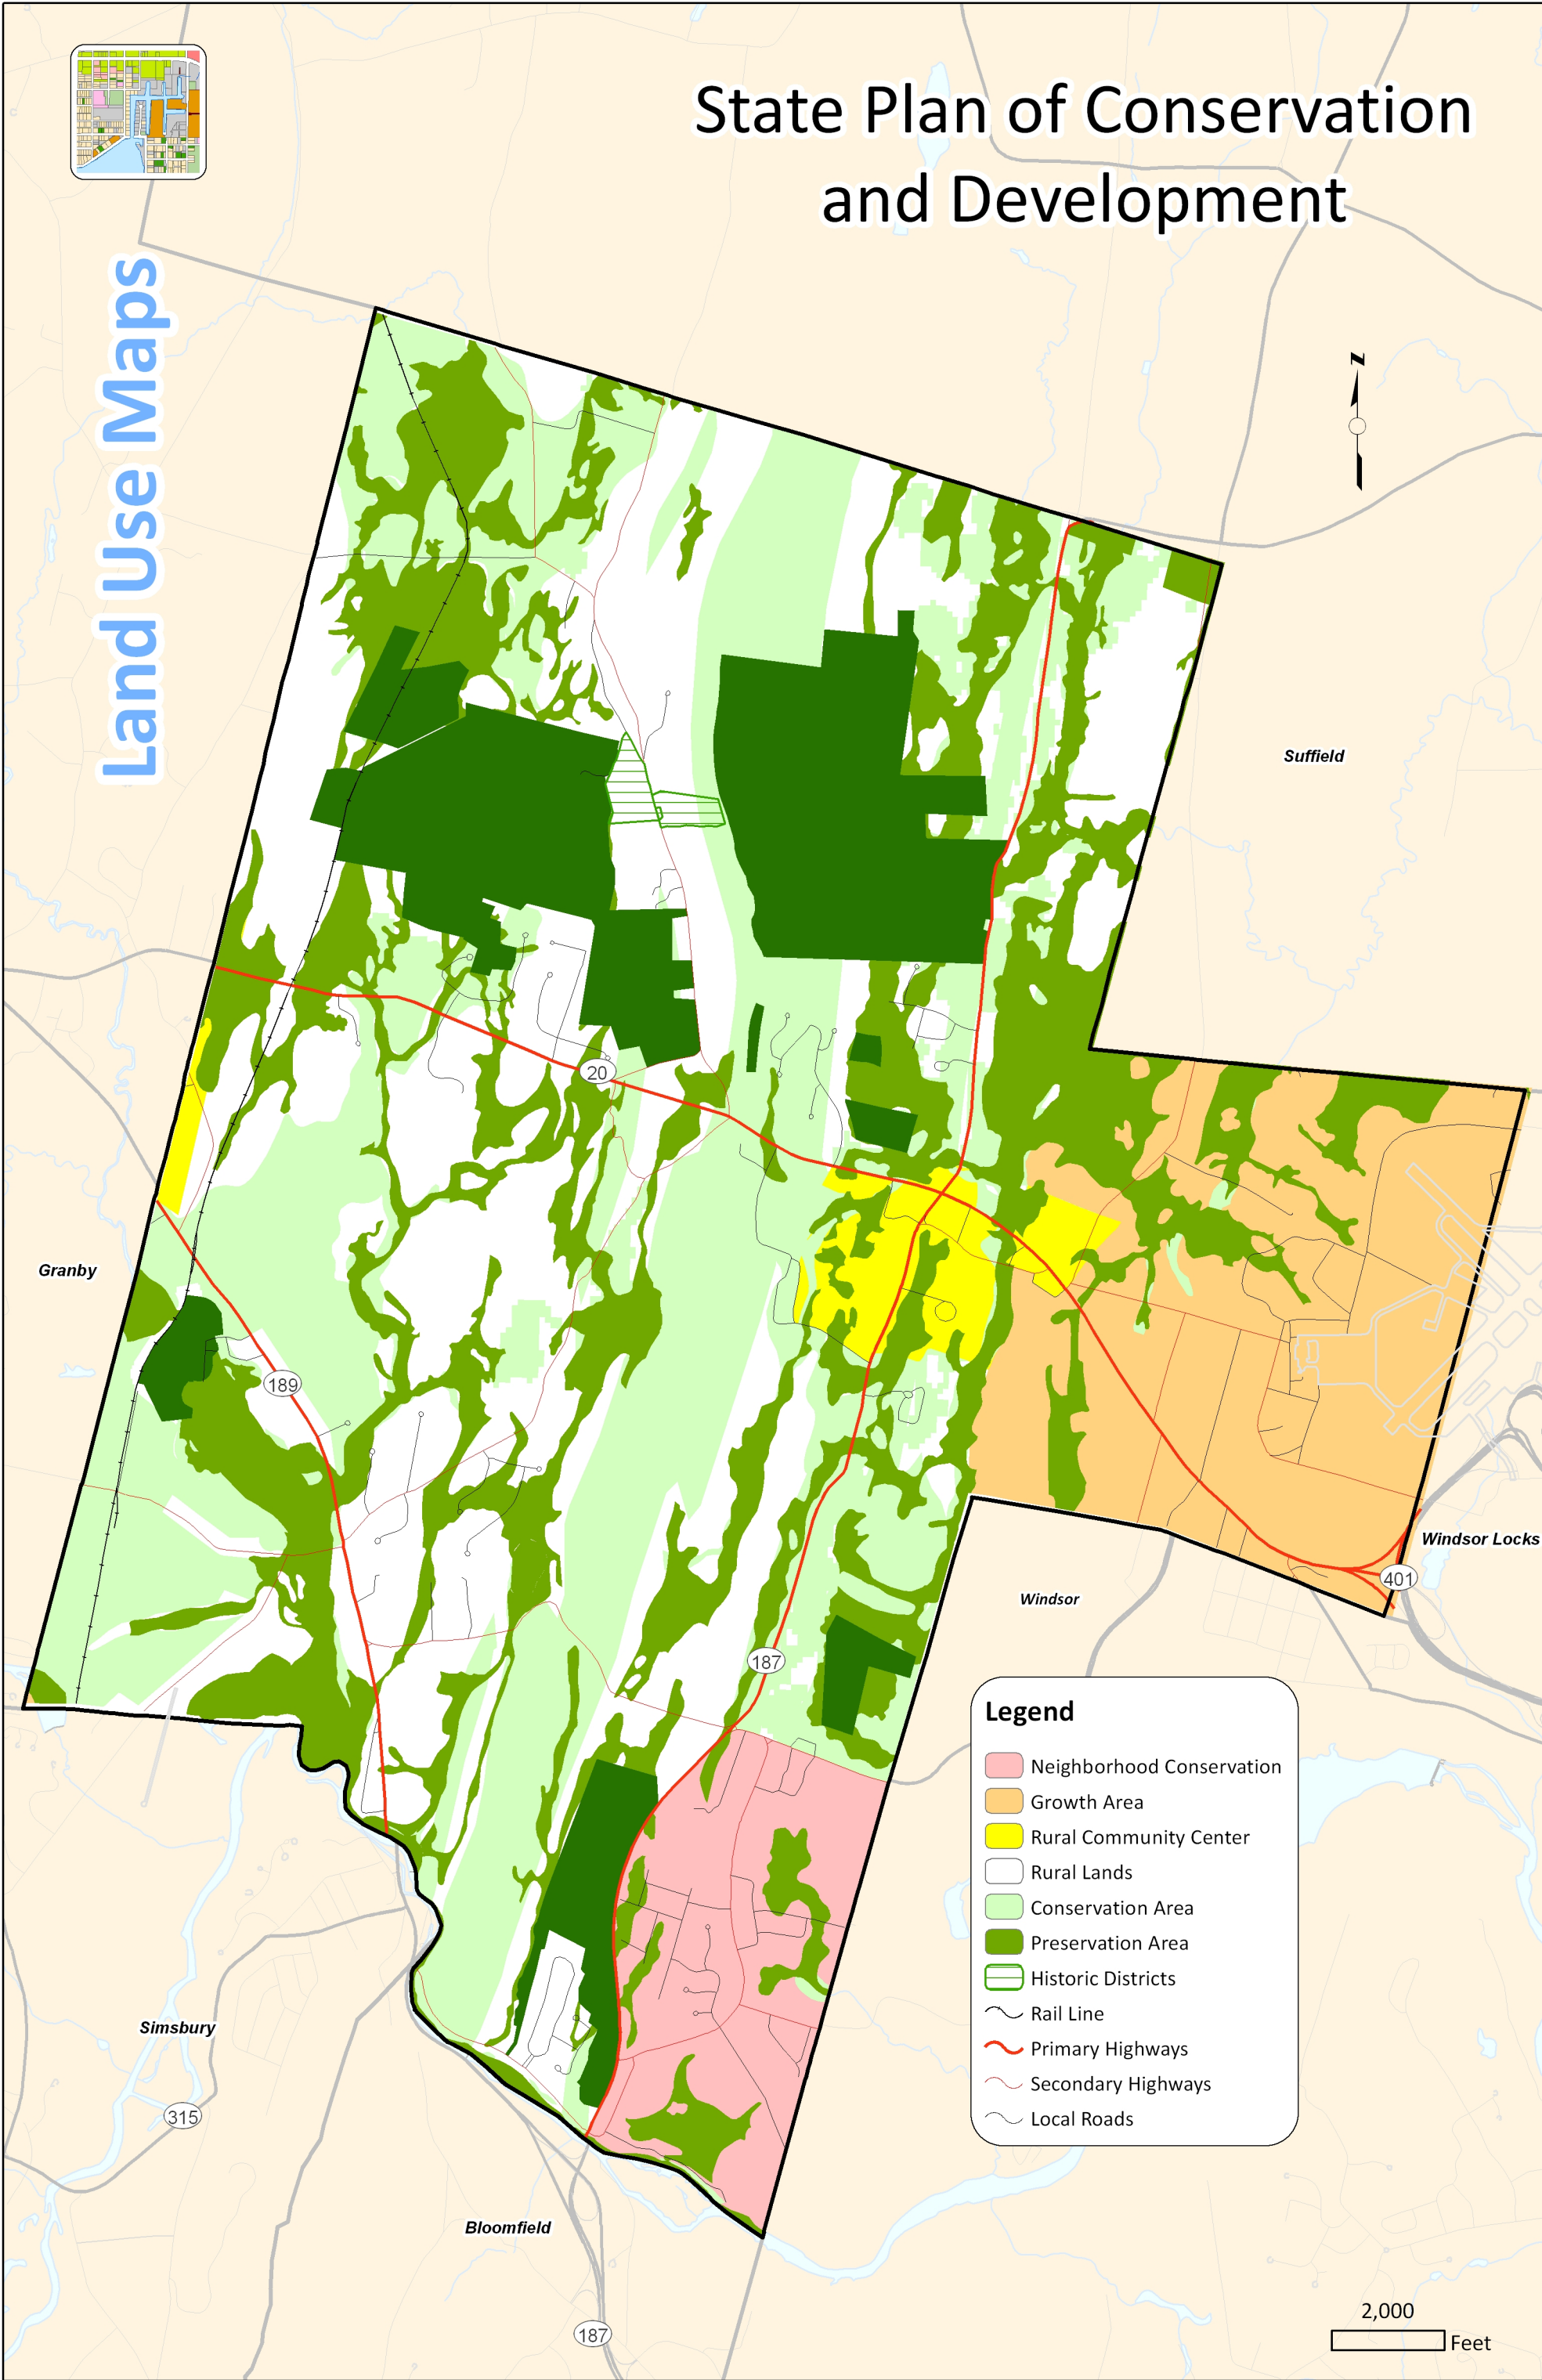 State Plan of Conservation
and Development
Land Use Maps
N
Suffield
20
Granby
189
Windsor Locks
401
Windsor
187
Legend
Neighborhood Conservation
Growth Area
Rural Community Center
Rural Lands
Conservation Area
Preservation Area
Historic Districts
Rail Line
Primary Highways
Secondary Highways
Local Roads
Simsbury
315
Bloomfield
187
2,000
Feet